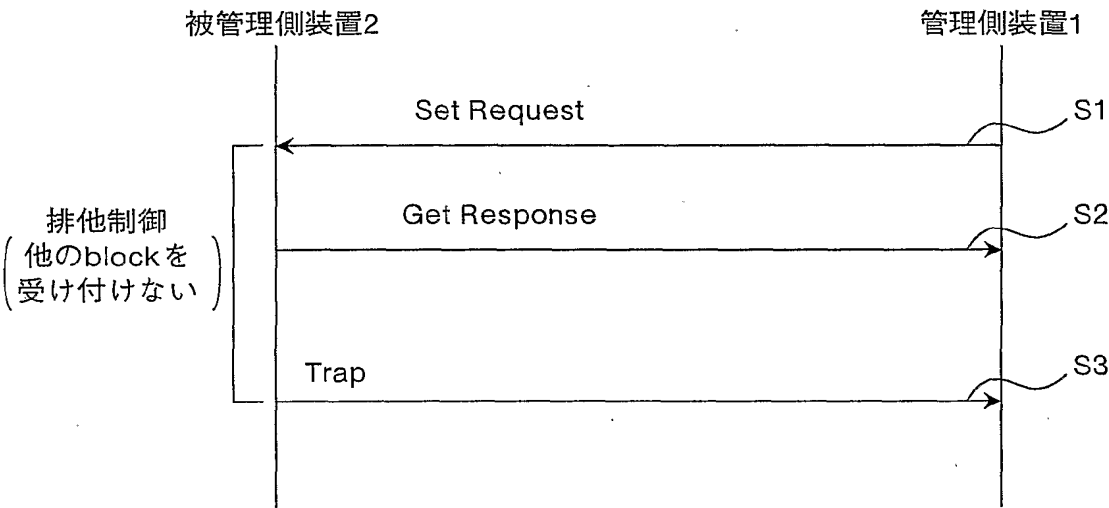 被管理側装置2
管理側装置1
Set Request
S1
Get Response
S2
排他制御
(他のblockを
受け付けない)
Trap
S3